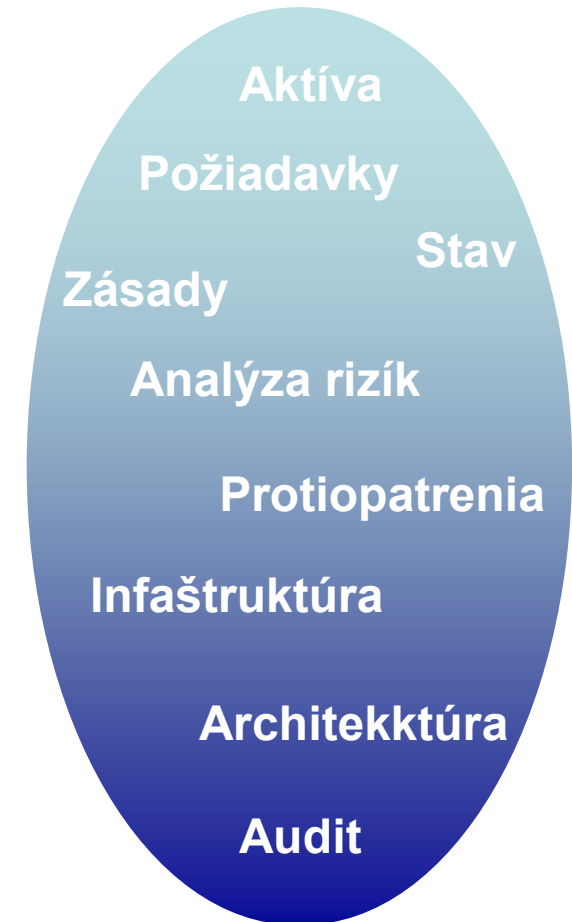 Aktíva
Požiadavky
Stav
Zásady
Analýza rizík
Protiopatrenia
Infaštruktúra
Architekktúra
Audit